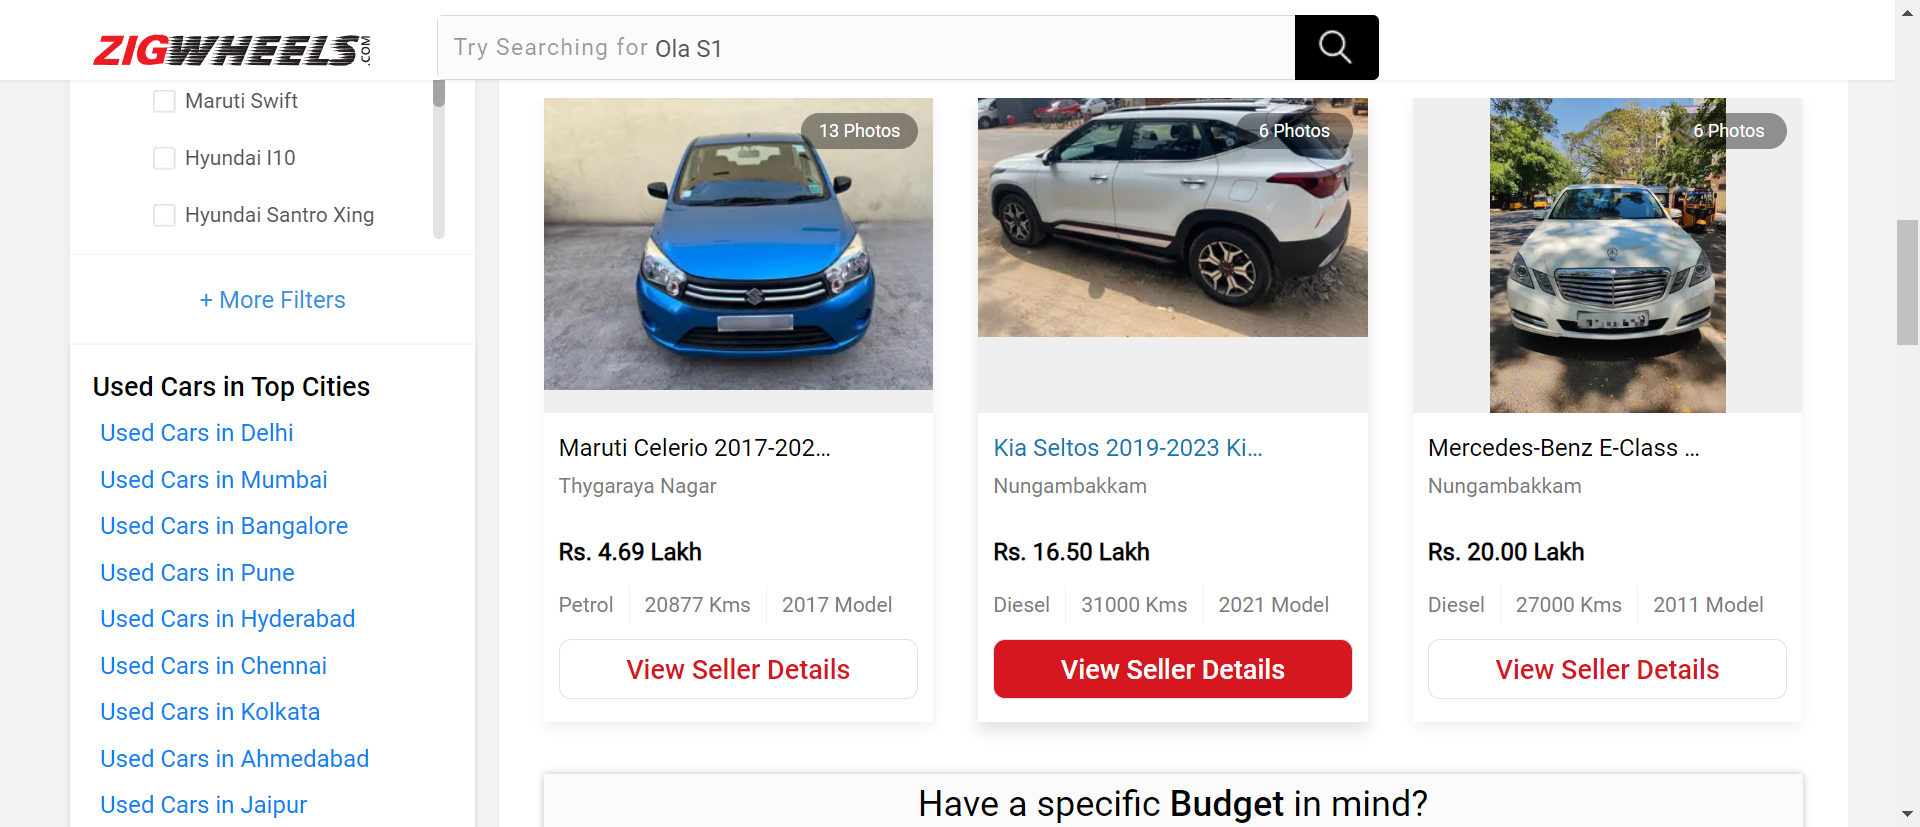 ZIGWHEELS.COM
Try Searching for Ola S1
Maruti Swift
Hyundai I10
Hyundai Santro Xing
+ More Filters
Used Cars in Top Cities
Used Cars in Delhi
Used Cars in Mumbai
Used Cars in Bangalore
Used Cars in Pune
Used Cars in Hyderabad
Used Cars in Chennai
Used Cars in Kolkata
Used Cars in Ahmedabad
Used Cars in Jaipur
13 Photos
Maruti Celerio 2017-202...
Thygaraya Nagar
Rs. 4.69 Lakh
Petrol 20877 Kms 2017 Model
View Seller Details
6 Photos
Kia Seltos 2019-2023 Ki...
Nungambakkam
Rs. 16.50 Lakh
Diesel 31000 Kms 2021 Model
View Seller Details
6 Photos
Mercedes-Benz E-Class ...
Nungambakkam
Rs. 20.00 Lakh
Diesel 27000 Kms 2011 Model
View Seller Details
Have a specific Budget in mind?